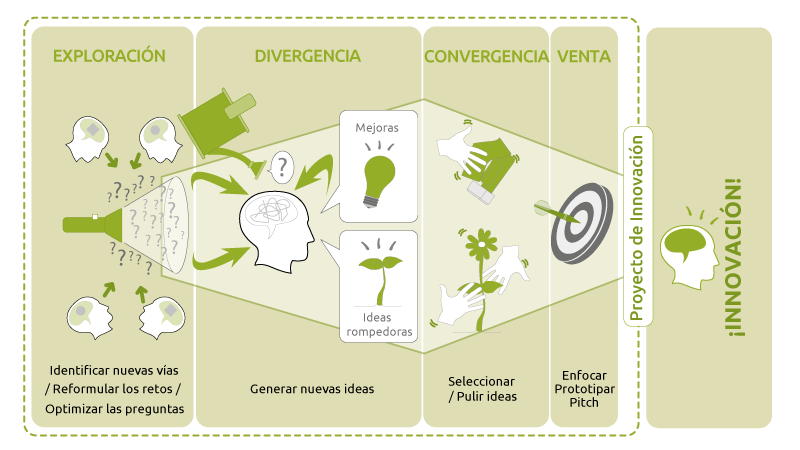 EXPLORACIÓN
DIVERGENCIA
CONVERGENCIA
VENTA
Mejoras
?
? ? ? ? ? ?
? ? ? ?
? ? ? ?
? ? ? ?
? ? ? ?
Ideas
rompedoras
Identificar nuevas vías
/ Reformular los retos /
Optimizar las preguntas
Generar nuevas ideas
Seleccionar
/ Pulir ideas
Enfocar
Prototipar
Pitch
Proyecto de Innovación
¡INNOVACIÓN!